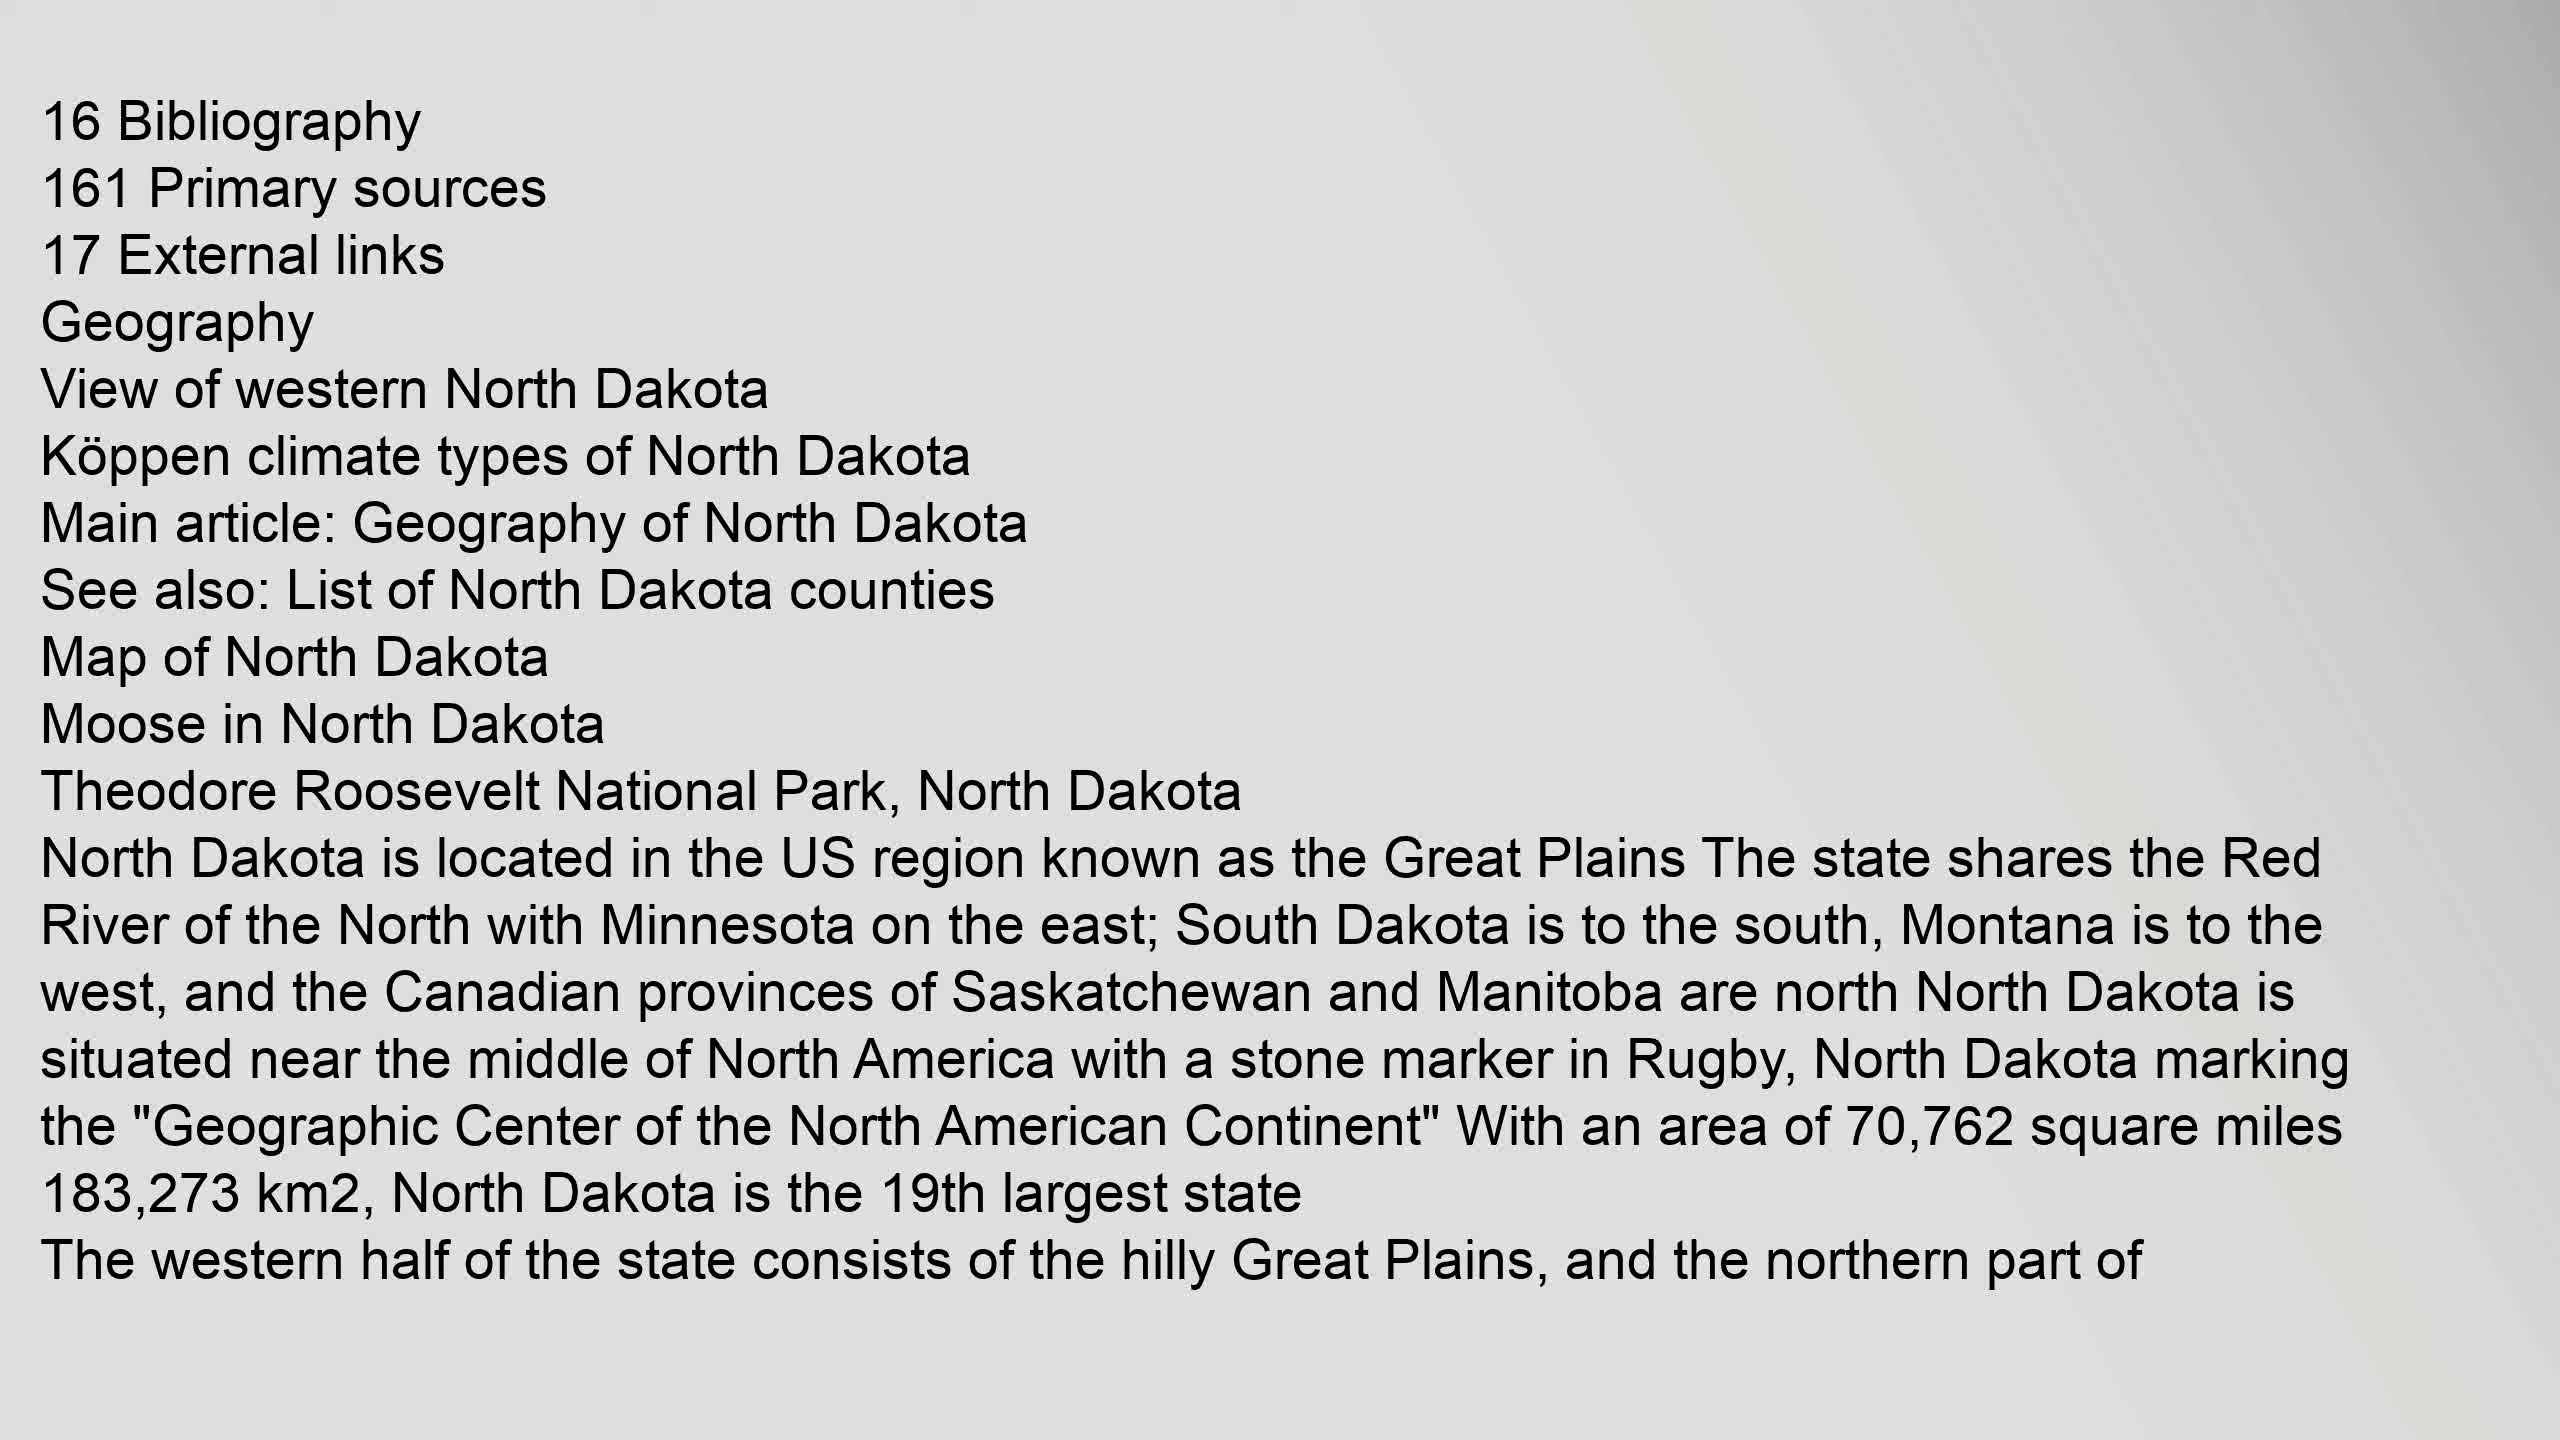 16 Bibliography
161 Primary sources
17 External links
Geography
View of western North Dakota
Köppen climate types of North Dakota
Main article: Geography of North Dakota
See also: List of North Dakota counties
Map of North Dakota
Moose in North Dakota
Theodore Roosevelt National Park, North Dakota
North Dakota is located in the US region known as the Great Plains The state shares the Red
River of the North with Minnesota on the east; South Dakota is to the south, Montana is to the
west, and the Canadian provinces of Saskatchewan and Manitoba are north North Dakota is
situated near the middle of North America with a stone marker in Rugby, North Dakota marking
the "Geographic Center of the North American Continent" With an area of 70,762 square miles
183,273 km2, North Dakota is the 19th largest state
The western half of the state consists of the hilly Great Plains, and the northern part of